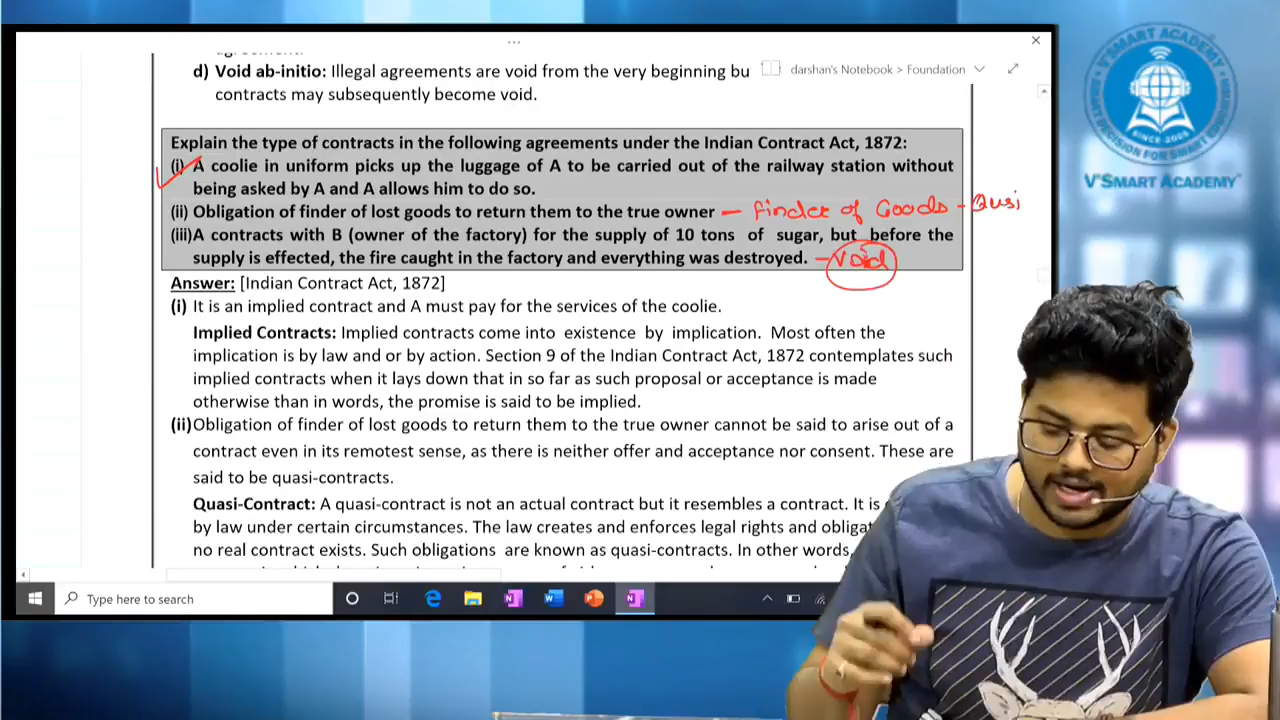 d) Void ab-initio: Illegal agreements are void from the very beginning bu
contracts may subsequently become void.
darshan's Notebook > Foundation
Explain the type of contracts in the following agreements under the Indian Contract Act, 1872:
(i) A coolie in uniform picks up the luggage of A to be carried out of the railway station without
being asked by A and A allows him to do so.
(ii) Obligation of finder of lost goods to return them to the true owner – Finder of Goods – Qusi
(iii)A contracts with B (owner of the factory) for the supply of 10 tons of sugar, but before the
supply is effected, the fire caught in the factory and everything was destroyed. – Void
Answer: [Indian Contract Act, 1872]
(i) It is an implied contract and A must pay for the services of the coolie.
Implied Contracts: Implied contracts come into existence by implication. Most often the
implication is by law and or by action. Section 9 of the Indian Contract Act, 1872 contemplates such
implied contracts when it lays down that in so far as such proposal or acceptance is made
otherwise than in words, the promise is said to be implied.
(ii)Obligation of finder of lost goods to return them to the true owner cannot be said to arise out of a
contract even in its remotest sense, as there is neither offer and acceptance nor consent. These are
said to be quasi-contracts.
Quasi-Contract: A quasi-contract is not an actual contract but it resembles a contract. It is
by law under certain circumstances. The law creates and enforces legal rights and obligat
no real contract exists. Such obligations are known as quasi-contracts. In other words,
Type here to search
V'SMART ACADEMY
SINCE 2005
V'SMART ACADEMY